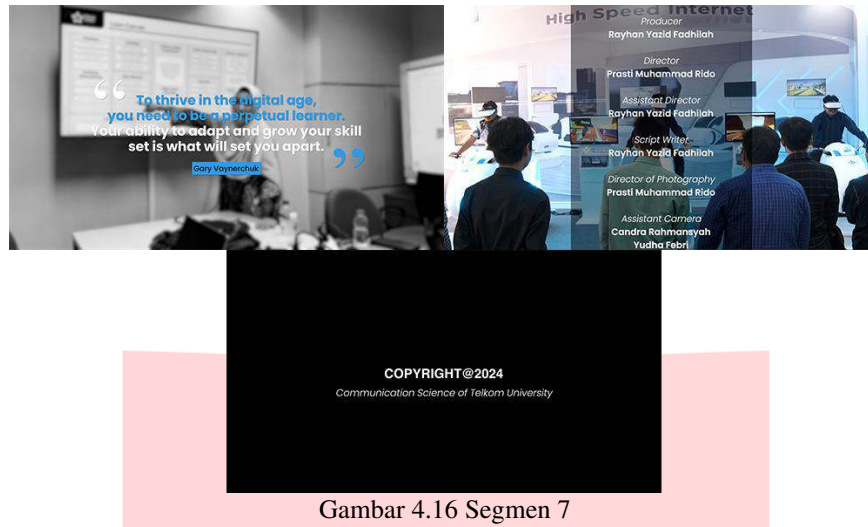 “
To thrive in the digital age,
you need to be a perpetual learner.
Your ability to adapt and grow your skill
set is what will set you apart.
”
Gary Vaynerchuk
High Speed Internet
Producer
Rayhan Yazid Fadhilah
Director
Prasti Muhammad Rido
Assistant Director
Rayhan Yazid Fadhilah
Script Writer
Rayhan Yazid Fadhilah
Director of Photography
Prasti Muhammad Rido
Assistant Camera
Candra Rahmansyah
Yudha Febri
COPYRIGHT@2024
Communication Science of Telkom University
Gambar 4.16 Segmen 7